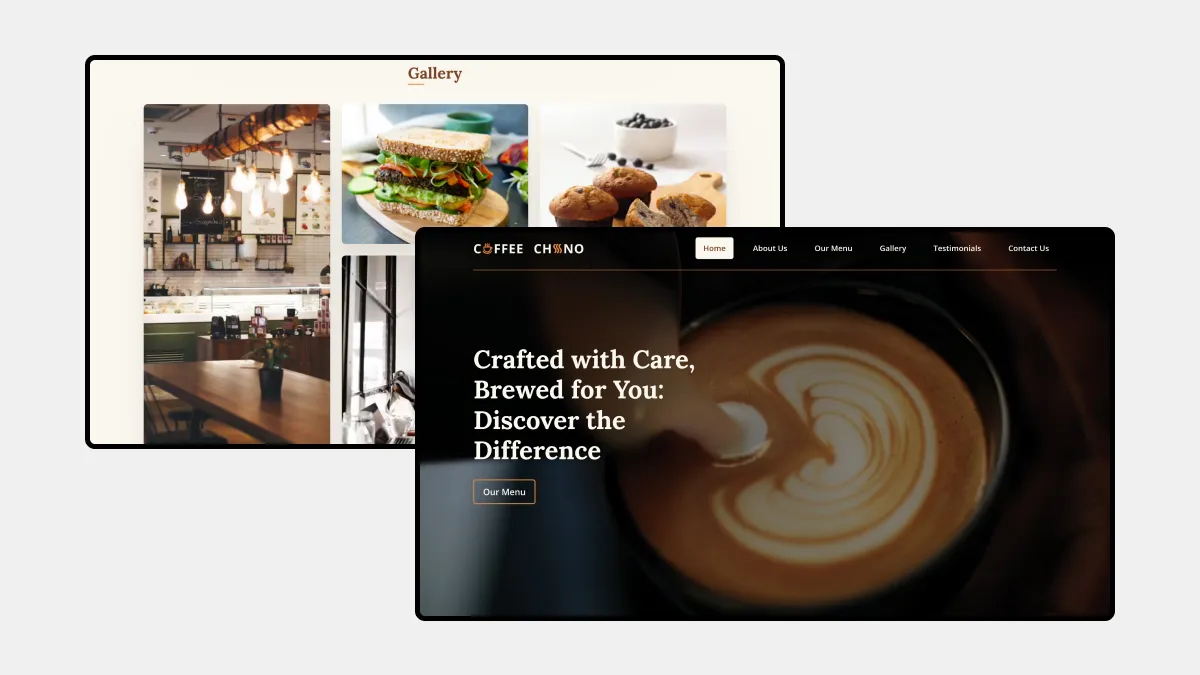 Gallery
COFFEE CHINO
Home
About Us
Our Menu
Gallery
Testimonials
Contact Us
Crafted with Care,
Brewed for You:
Discover the
Difference
Our Menu